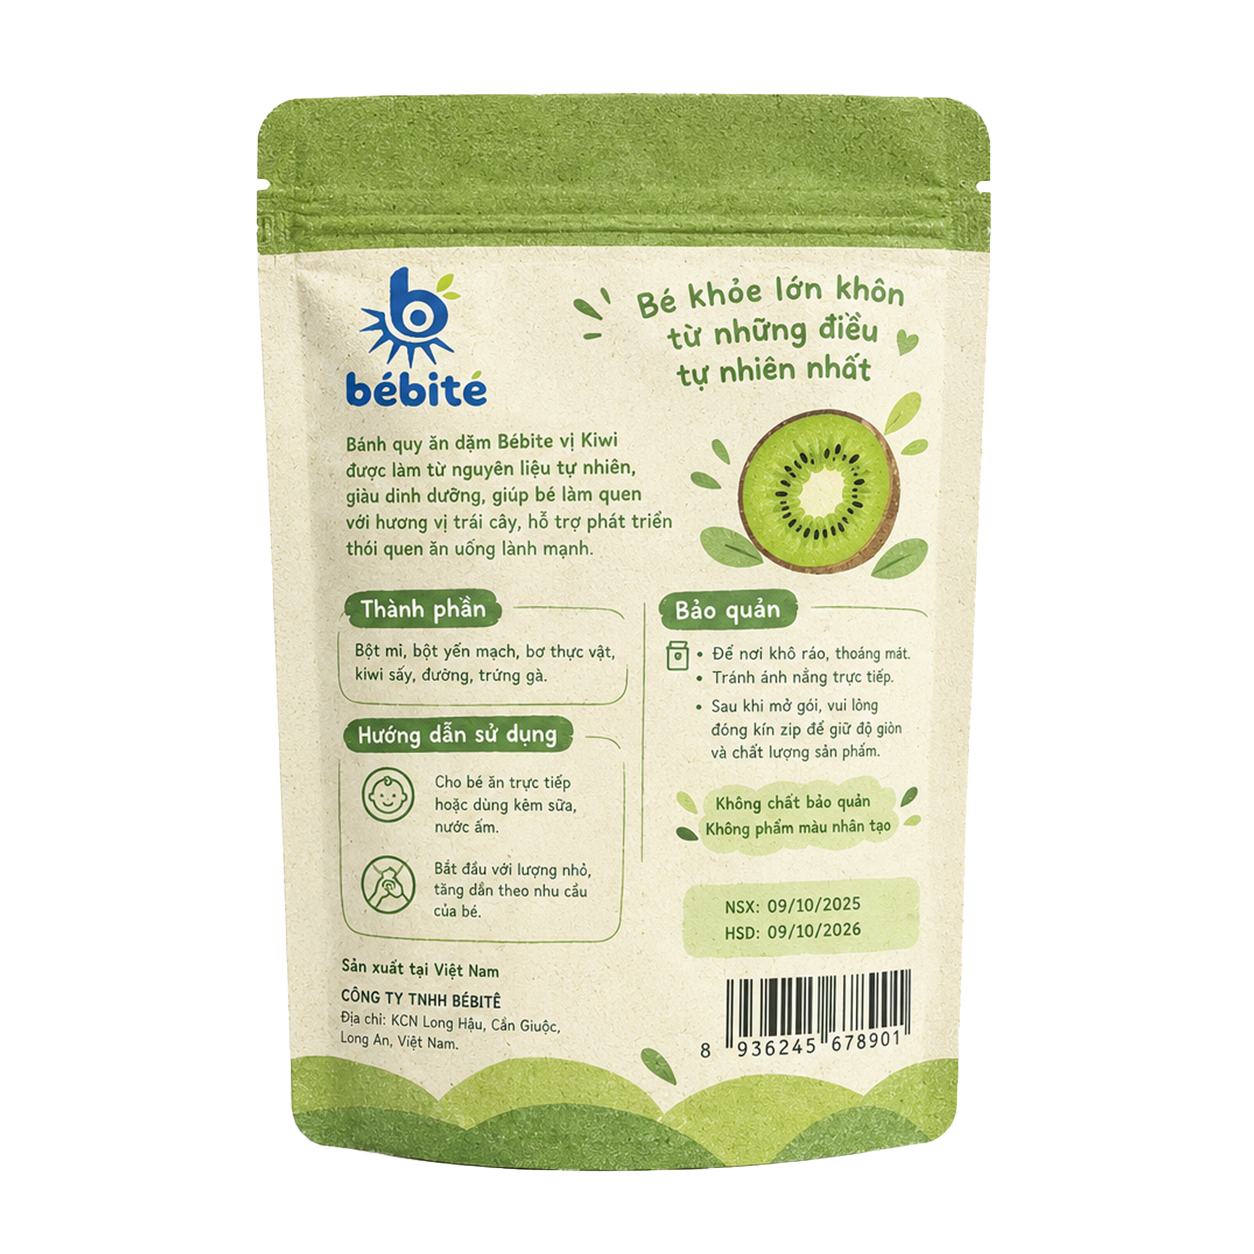 bébité
Bé khỏe lớn khôn
từ những điều
tự nhiên nhất
Bánh quy ăn dặm Bébite vị Kiwi
được làm từ nguyên liệu tự nhiên,
giàu dinh dưỡng, giúp bé làm quen
với hương vị trái cây, hỗ trợ phát triển
thói quen ăn uống lành mạnh.
Thành phần
Bột mì, bột yến mạch, bơ thực vật,
kiwi sấy, đường, trứng gà.
Hướng dẫn sử dụng
Cho bé ăn trực tiếp
hoặc dùng kèm sữa,
nước ấm.
Bắt đầu với lượng nhỏ,
tăng dần theo nhu cầu
của bé.
Bảo quản
• Để nơi khô ráo, thoáng mát.
• Tránh ánh nắng trực tiếp.
• Sau khi mở gói, vui lòng
đóng kín zip để giữ độ giòn
và chất lượng sản phẩm.
Không chất bảo quản
Không phẩm màu nhân tạo
NSX: 09/10/2025
HSD: 09/10/2026
Sản xuất tại Việt Nam
CÔNG TY TNHH BÉBITÊ
Địa chỉ: KCN Long Hậu, Cần Giuộc,
Long An, Việt Nam.
8 936245 678901